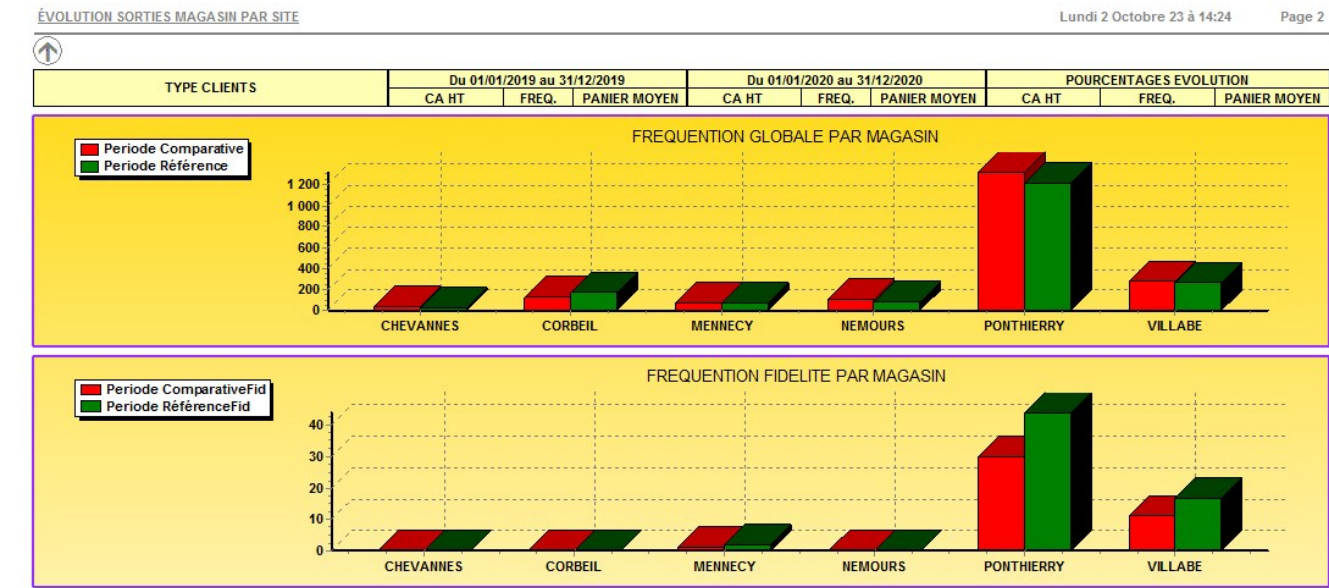 ÉVOLUTION SORTIES MAGASIN PAR SITE Lundi 2 Octobre 23 à 14:24 Page 2
TYPE CLIENTS Du 01/01/2019 au 31/12/2019 Du 01/01/2020 au 31/12/2020 POURCENTAGES EVOLUTION
CA HT FREQ. PANIER MOYEN CA HT FREQ. PANIER MOYEN CA HT FREQ. PANIER MOYEN
FREQUENTION GLOBALE PAR MAGASIN
Periode Comparative
Periode Référence
1 200
1 000
800
600
400
200
0
CHEVANNES CORBEIL MENNECY NEMOURS PONTHIERRY VILLABE
FREQUENTION FIDELITE PAR MAGASIN
Periode ComparativeFid
Periode RéférenceFid
40
30
20
10
0
CHEVANNES CORBEIL MENNECY NEMOURS PONTHIERRY VILLABE